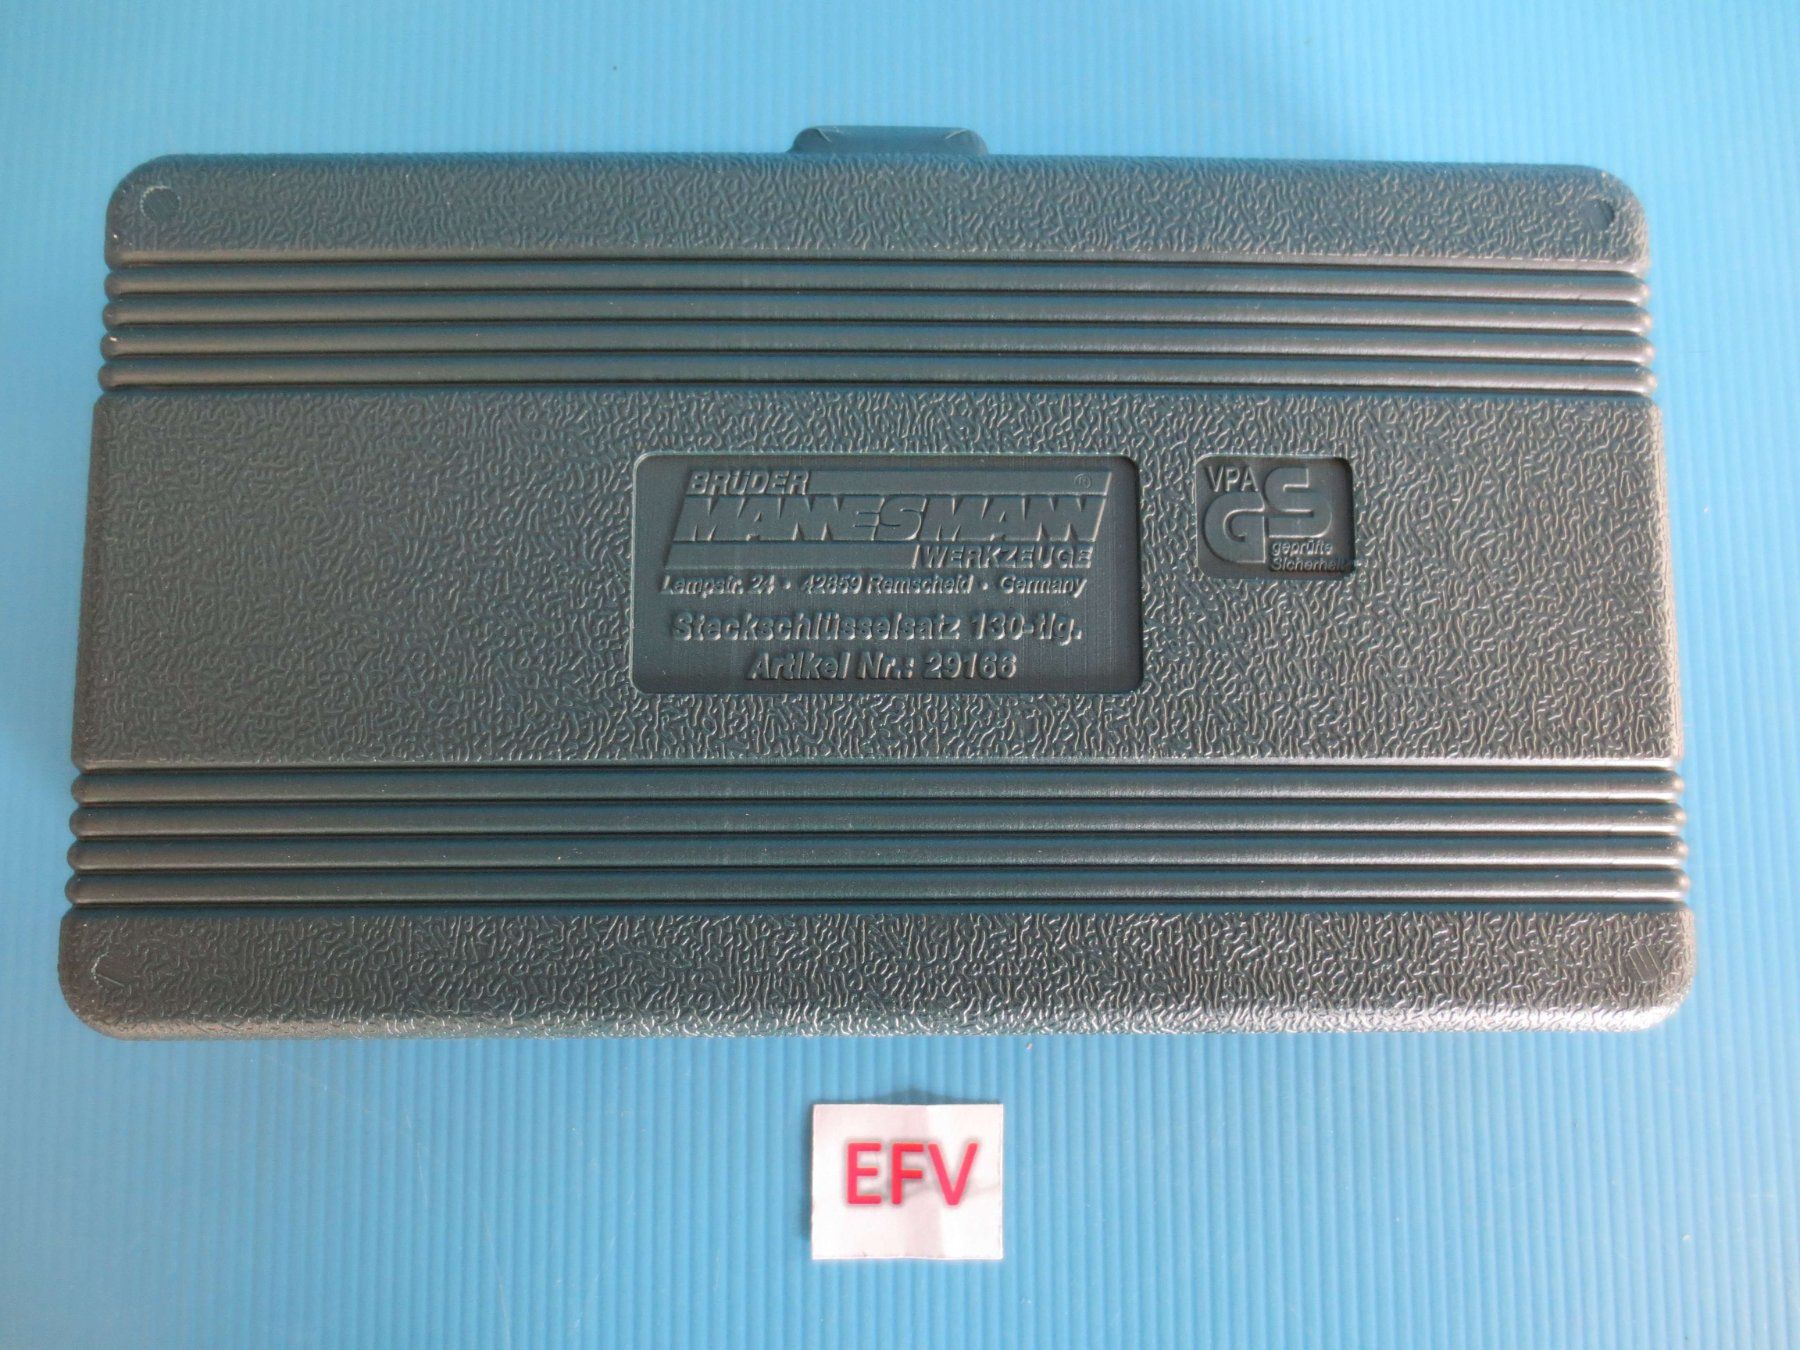 BRÜDER ®
MANNESMANN
WERKZEUGE
Lempstr. 24 · 42859 Remscheid · Germany
Steckschlüsselsatz 130-tlg.
Artikel Nr.: 29166
VPA
GS
geprüfte
Sicherheit
EFV